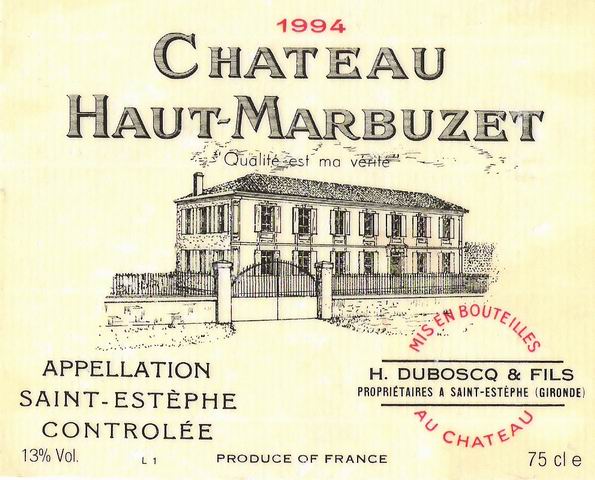 1994
CHATEAU
HAUT-MARBUZET
"Qualité est ma vérité"
MIS EN BOUTEILLES
APPELLATION
SAINT-ESTÈPHE
CONTROLÉE
H. DUBOSCQ & FILS
PROPRIÉTAIRES A SAINT-ESTÈPHE (GIRONDE)
AU CHATEAU
13% Vol.
L 1
PRODUCE OF FRANCE
75 cl e